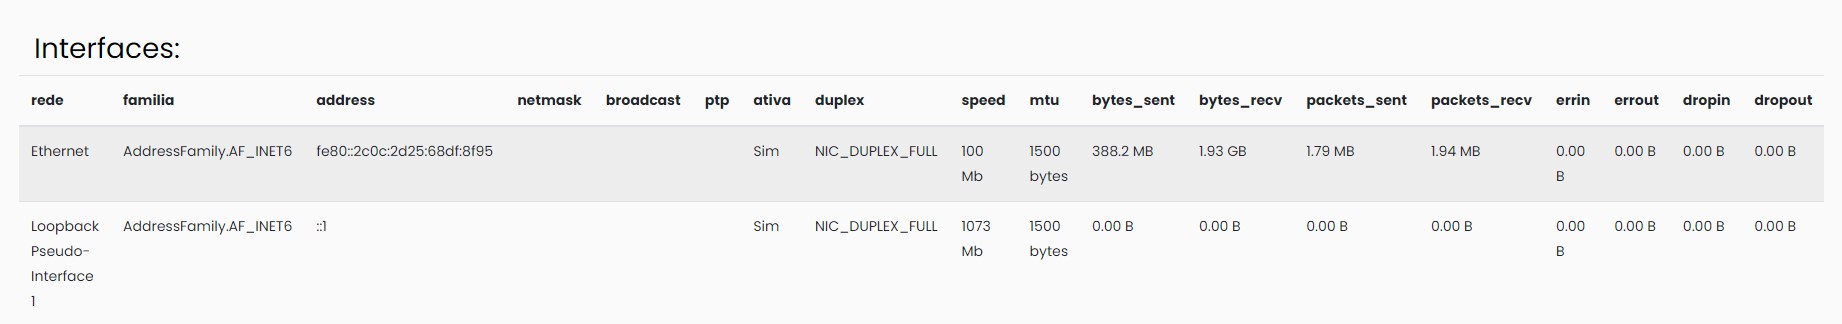 Interfaces:
rede familia address netmask broadcast ptp ativa duplex speed mtu bytes_sent bytes_recv packets_sent packets_recv errin errout dropin dropout
Ethernet AddressFamily.AF_INET6 fe80::2c0c:2d25:68df:8f95 Sim NIC_DUPLEX_FULL 100 1500 388.2 MB 1.93 GB 1.79 MB 1.94 MB 0.00 0.00 B 0.00 B 0.00 B
Mb bytes B
Loopback AddressFamily.AF_INET6 ::1 Sim NIC_DUPLEX_FULL 1073 1500 0.00 B 0.00 B 0.00 B 0.00 B 0.00 0.00 B 0.00 B 0.00 B
Pseudo- Mb bytes B
Interface
1